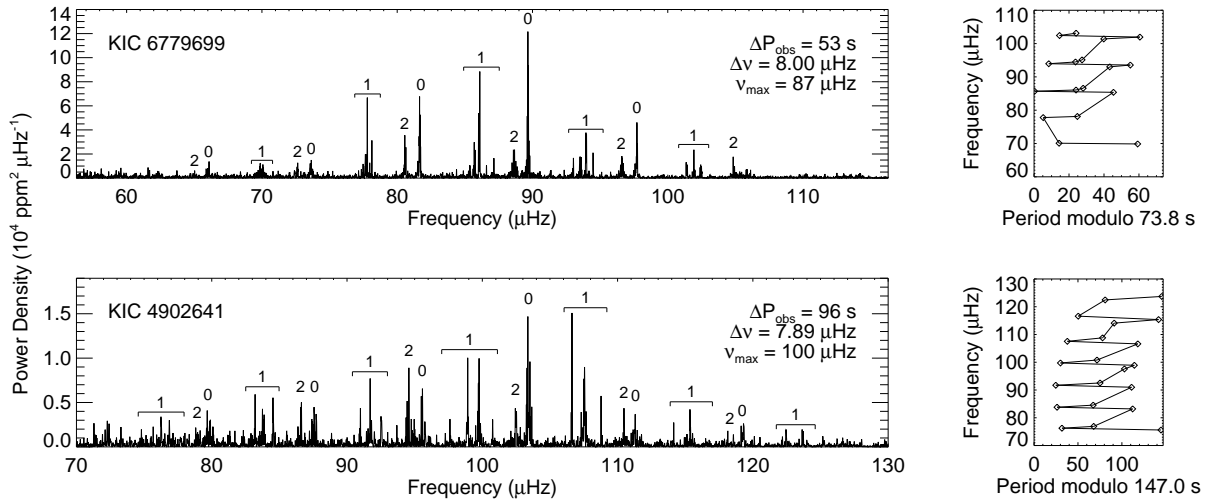 14
12
10
8
6
4
2
KIC 6779699
ΔP_obs = 53 s
Δν = 8.00 μHz
ν_max = 87 μHz
2 0 1 2 0 1 2 0 1 2 0 1 2 0 1 2
60 70 80 90 100 110
Frequency (μHz)
110
100
90
80
70
60
Frequency (μHz)
0 20 40 60
Period modulo 73.8 s
Power Density (10⁴ ppm² μHz⁻¹)
1.5
1.0
0.5
0.0
KIC 4902641
ΔP_obs = 96 s
Δν = 7.89 μHz
ν_max = 100 μHz
1 2 0 1 2 0 1 2 0 1 2 0 1 2 0 1 2 0 1
70 80 90 100 110 120 130
Frequency (μHz)
130
120
110
100
90
80
70
Frequency (μHz)
0 50 100
Period modulo 147.0 s